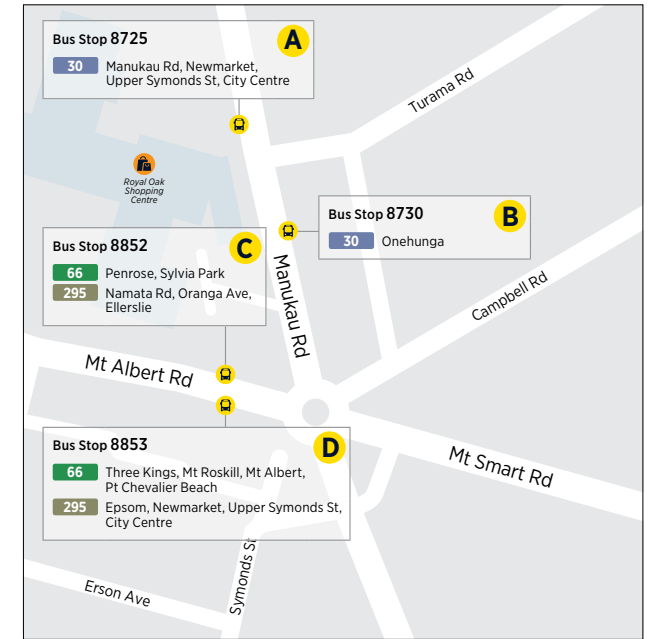 Bus Stop 8725
A
30
Manukau Rd, Newmarket,
Upper Symonds St, City Centre
Turama Rd
Royal Oak
Shopping
Centre
Bus Stop 8730
B
30
Onehunga
Bus Stop 8852
C
66
Penrose, Sylvia Park
295
Namata Rd, Oranga Ave,
Ellerslie
Manukau Rd
Campbell Rd
Mt Albert Rd
Bus Stop 8853
D
66
Three Kings, Mt Roskill, Mt Albert,
Pt Chevalier Beach
295
Epsom, Newmarket, Upper Symonds St,
City Centre
Mt Smart Rd
Symonds St
Erson Ave